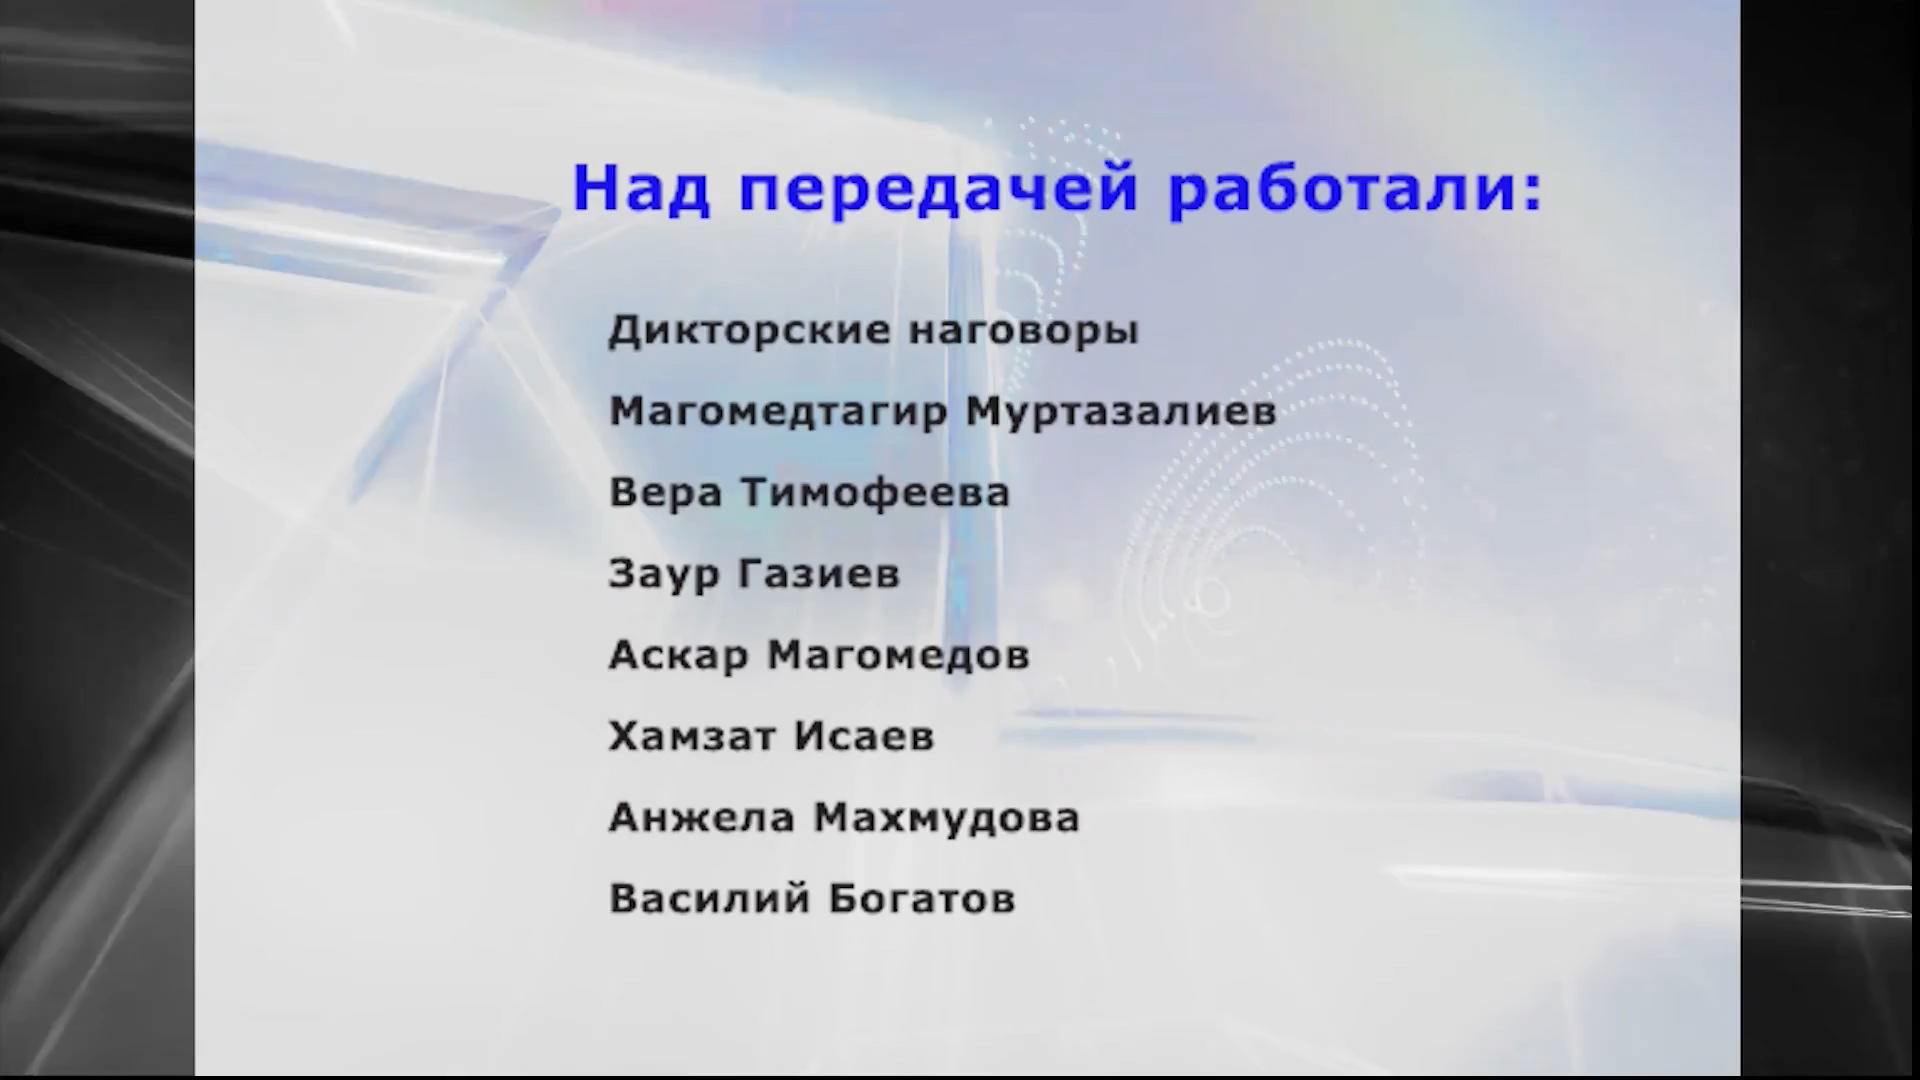 Над передачей работали:
Дикторские наговоры
Магомедтагир Муртазалиев
Вера Тимофеева
Заур Газиев
Аскар Магомедов
Хамзат Исаев
Анжела Махмудова
Василий Богатов